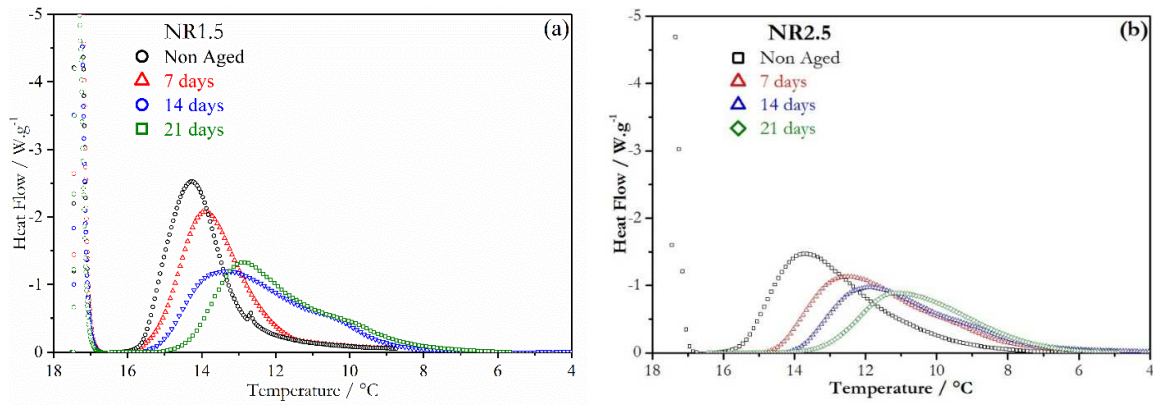 (a)
NR1.5
Non Aged
7 days
14 days
21 days
-5
-4
-3
-2
-1
0
Heat Flow / W.g-1
18 16 14 12 10 8 6 4
Temperature / °C
(b)
NR2.5
Non Aged
7 days
14 days
21 days
-5
-4
-3
-2
-1
0
Heat Flow / W.g-1
18 16 14 12 10 8 6 4
Temperature / °C